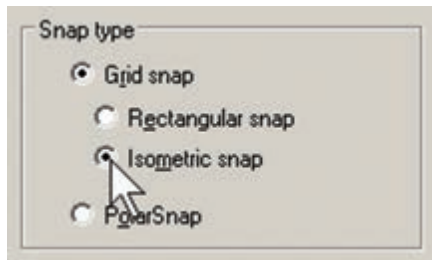 Snap type
Grid snap
Rectangular snap
Isometric snap
PolarSnap